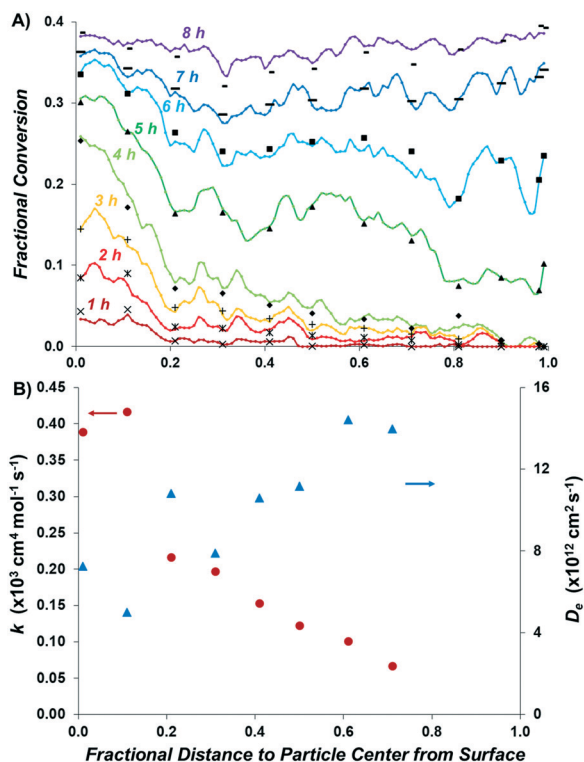 A)
0.4
0.3
0.2
0.1
0.0
Fractional Conversion
8 h
7 h
6 h
5 h
4 h
3 h
2 h
1 h
0.0 0.2 0.4 0.6 0.8 1.0
B)
0.45
0.40
0.35
0.30
0.25
0.20
0.15
0.10
0.05
0.00
k (x10³ cm⁴ mol⁻¹ s⁻¹)
16
12
8
4
0
Dₑ (x10¹² cm² s⁻¹)
0.0 0.2 0.4 0.6 0.8 1.0
Fractional Distance to Particle Center from Surface